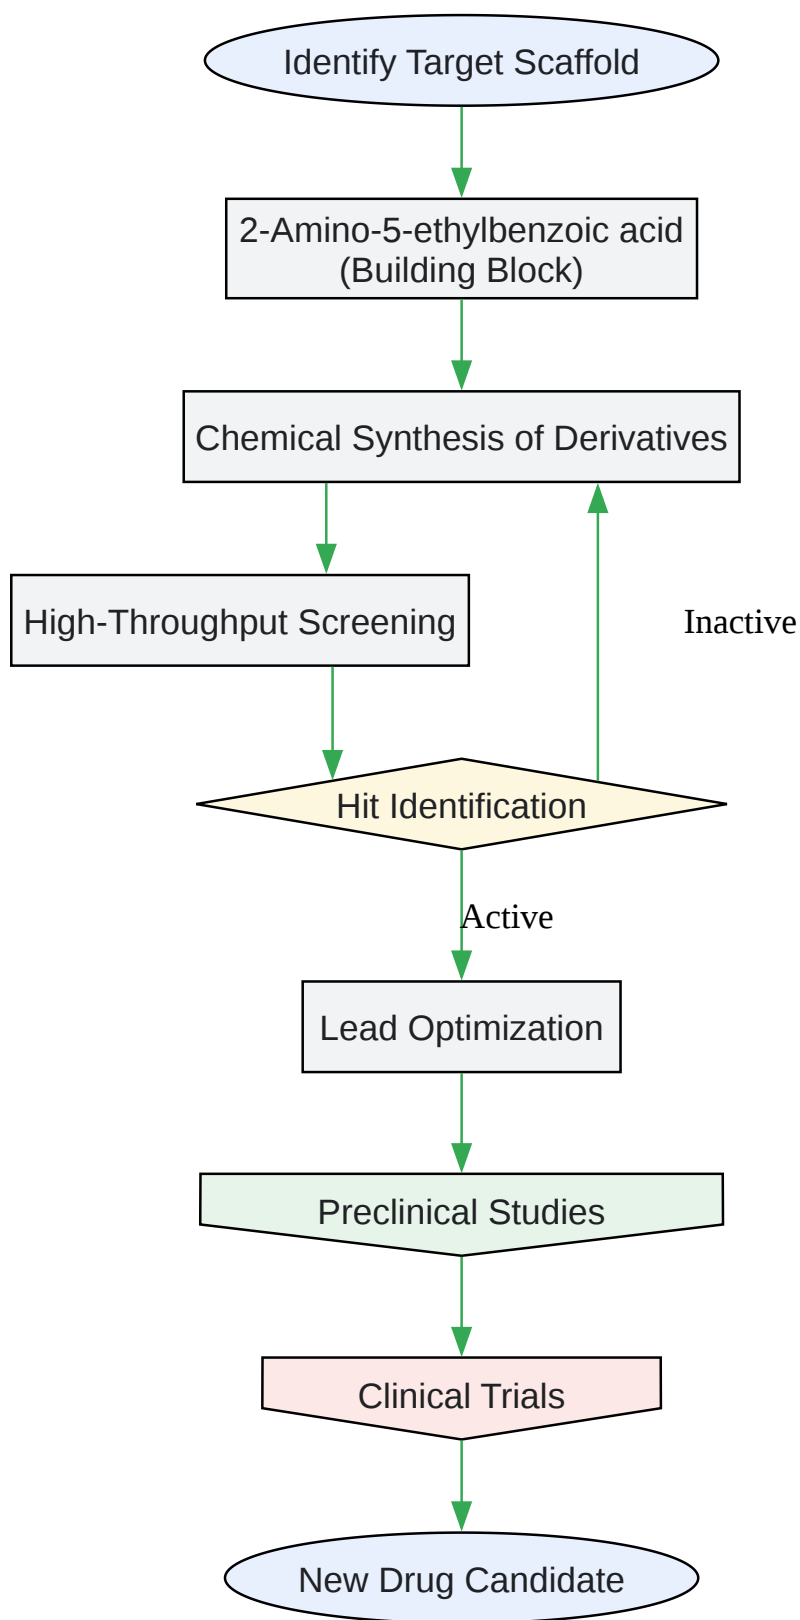 Identify Target Scaffold
2-Amino-5-ethylbenzoic acid
(Building Block)
Chemical Synthesis of Derivatives
High-Throughput Screening
Inactive
Hit Identification
Active
Lead Optimization
Preclinical Studies
Clinical Trials
New Drug Candidate